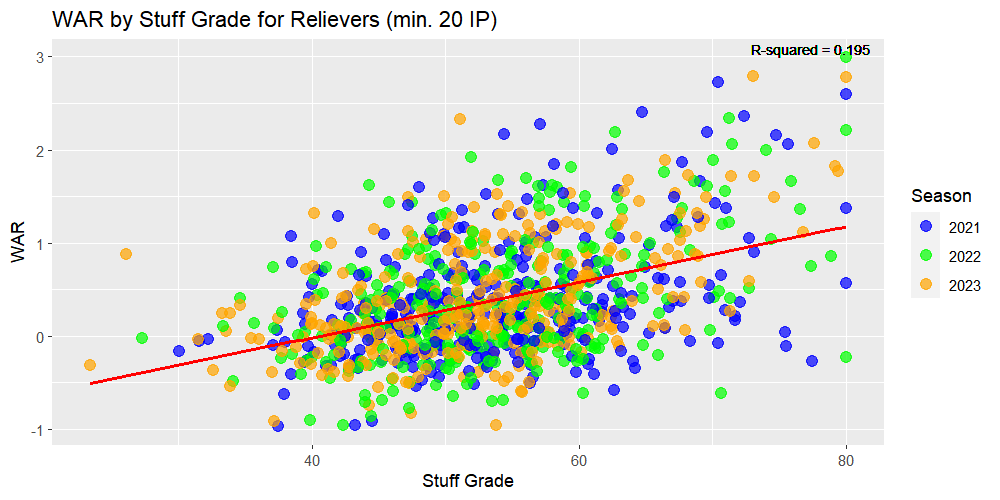 WAR by Stuff Grade for Relievers (min. 20 IP)
R-squared = 0.195
3
2
1
0
-1
WAR
40
60
80
Stuff Grade
Season
2021
2022
2023